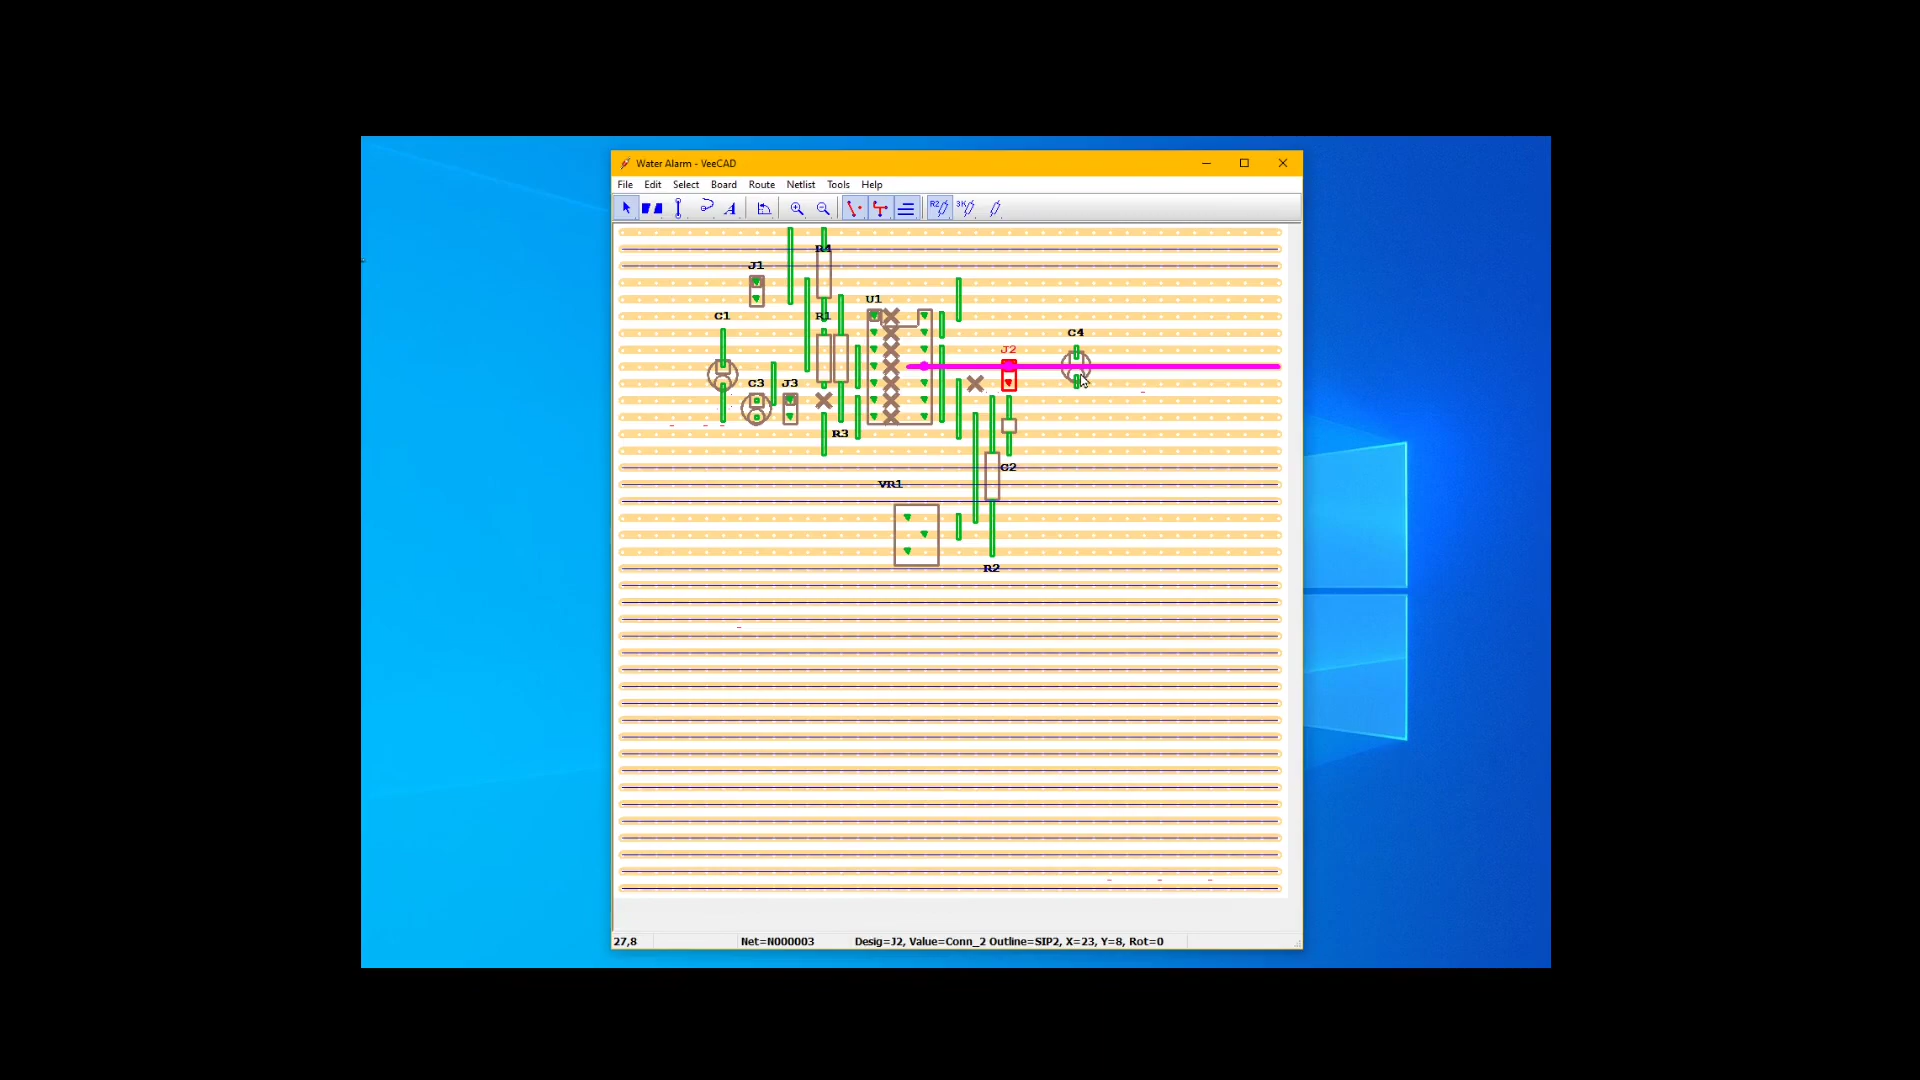 Water Alarm - VeeCAD
File Edit Select Board Route Netlist Tools Help
A R2 3K
R4
J1
U1
C1 R1
C4
J2
C3 J3
R3
C2
VR1
R2
27,8 Net=N000003 Desig=J2, Value=Conn_2 Outline=SIP2, X=23, Y=8, Rot=0